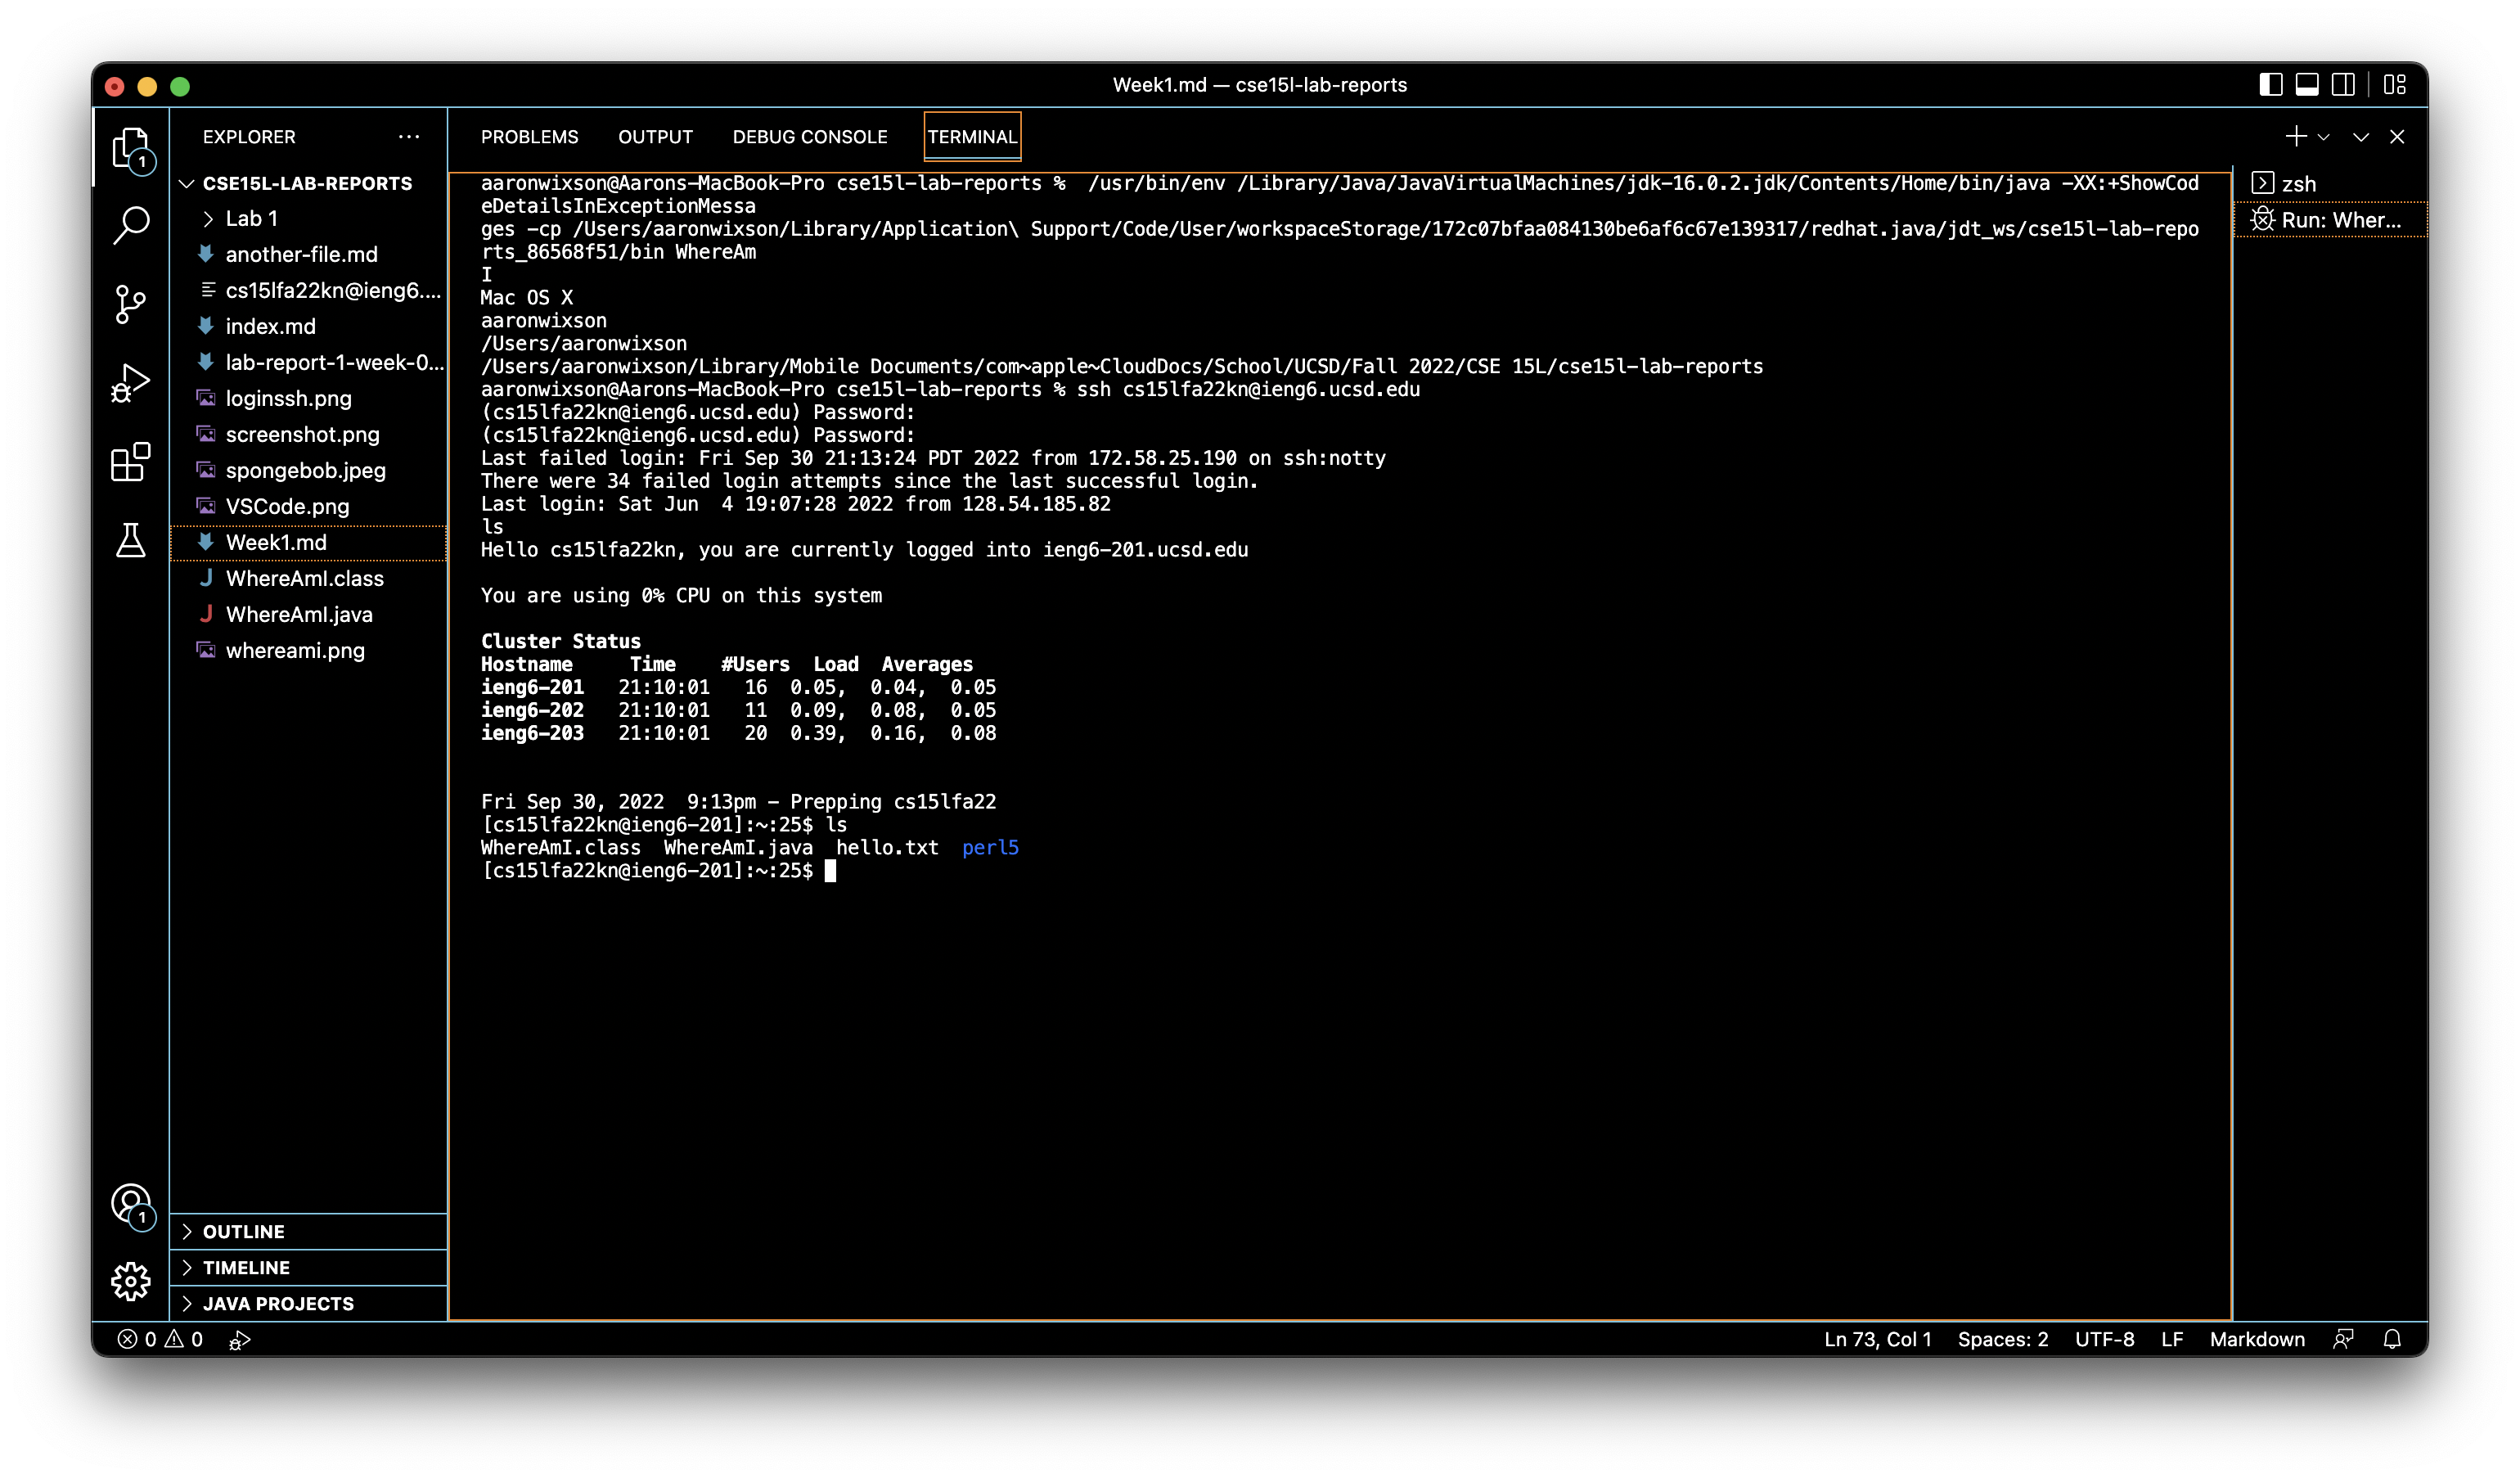 Week1.md — cse15l-lab-reports
1
EXPLORER
CSE15L-LAB-REPORTS
Lab 1
another-file.md
cs15lfa22kn@ieng6....
index.md
lab-report-1-week-0...
loginssh.png
screenshot.png
spongebob.jpeg
VSCode.png
Week1.md
J WhereAmI.class
J WhereAmI.java
whereami.png
1
OUTLINE
TIMELINE
JAVA PROJECTS
PROBLEMS OUTPUT DEBUG CONSOLE TERMINAL
aaronwixson@Aarons-MacBook-Pro cse15l-lab-reports %  /usr/bin/env /Library/Java/JavaVirtualMachines/jdk-16.0.2.jdk/Contents/Home/bin/java -XX:+ShowCod
eDetailsInExceptionMessa
ges -cp /Users/aaronwixson/Library/Application\ Support/Code/User/workspaceStorage/172c07bfaa084130be6af6c67e139317/redhat.java/jdt_ws/cse15l-lab-repo
rts_86568f51/bin WhereAm
I
Mac OS X
aaronwixson
/Users/aaronwixson
/Users/aaronwixson/Library/Mobile Documents/com~apple~CloudDocs/School/UCSD/Fall 2022/CSE 15L/cse15l-lab-reports
aaronwixson@Aarons-MacBook-Pro cse15l-lab-reports % ssh cs15lfa22kn@ieng6.ucsd.edu
(cs15lfa22kn@ieng6.ucsd.edu) Password:
(cs15lfa22kn@ieng6.ucsd.edu) Password:
Last failed login: Fri Sep 30 21:13:24 PDT 2022 from 172.58.25.190 on ssh:notty
There were 34 failed login attempts since the last successful login.
Last login: Sat Jun  4 19:07:28 2022 from 128.54.185.82
ls
Hello cs15lfa22kn, you are currently logged into ieng6-201.ucsd.edu
You are using 0% CPU on this system
Cluster Status
Hostname     Time    #Users  Load  Averages
ieng6-201   21:10:01   16  0.05,  0.04,  0.05
ieng6-202   21:10:01   11  0.09,  0.08,  0.05
ieng6-203   21:10:01   20  0.39,  0.16,  0.08
Fri Sep 30, 2022  9:13pm - Prepping cs15lfa22
[cs15lfa22kn@ieng6-201]:~:25$ ls
WhereAmI.class  WhereAmI.java  hello.txt  perl5
[cs15lfa22kn@ieng6-201]:~:25$
zsh
Run: Wher...
0 0
Ln 73, Col 1 Spaces: 2 UTF-8 LF Markdown